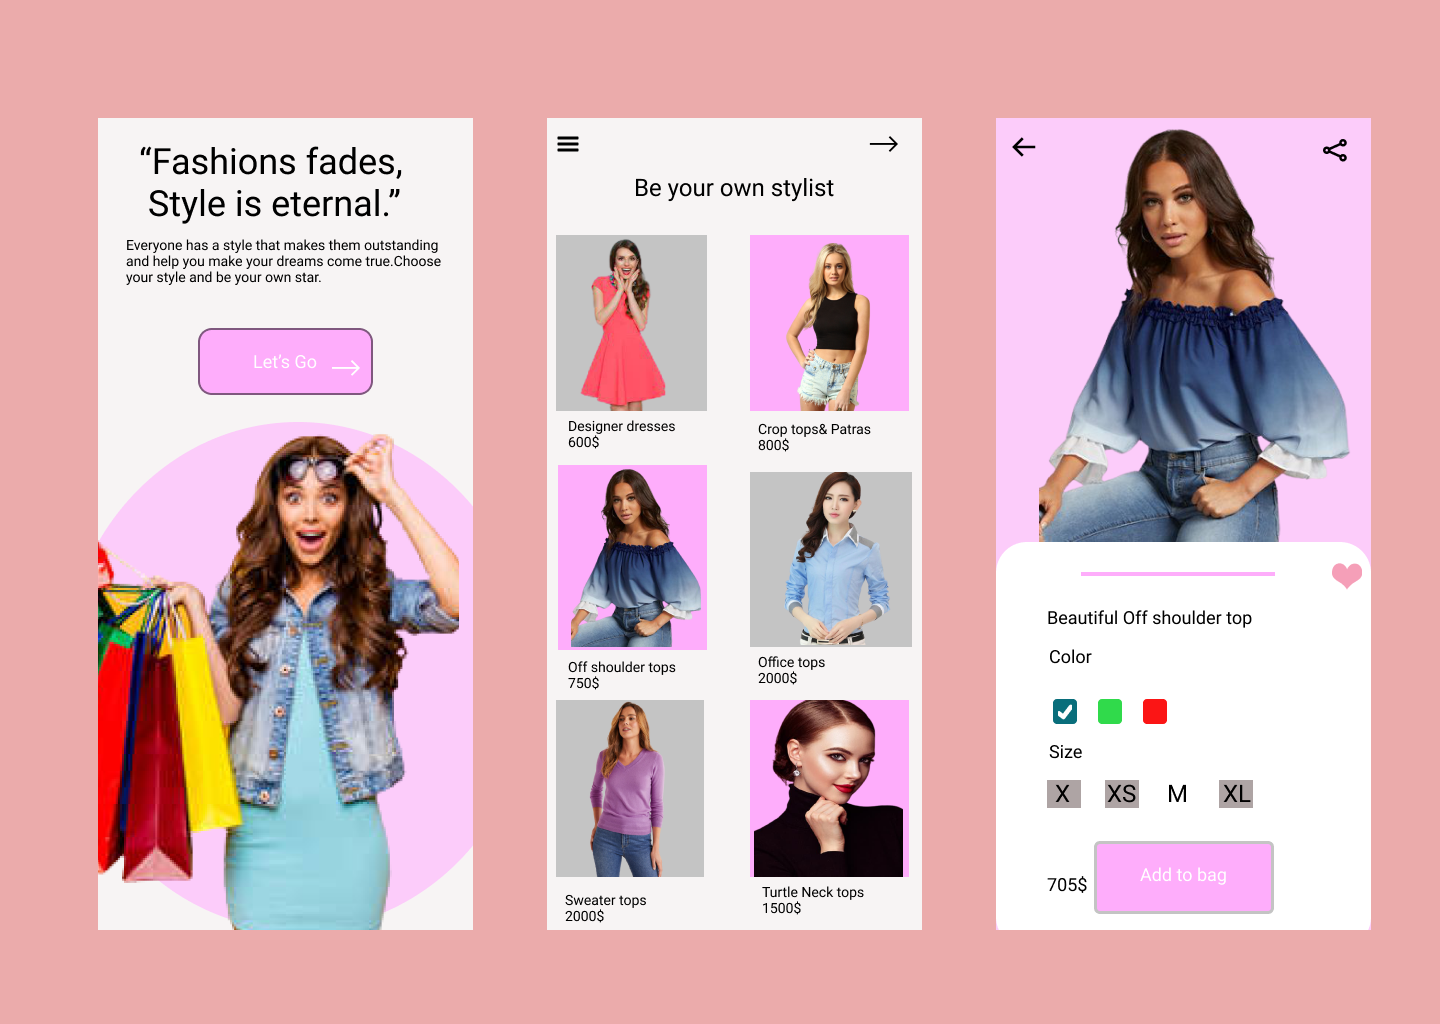 “Fashions fades,
Style is eternal.”
Everyone has a style that makes them outstanding
and help you make your dreams come true.Choose
your style and be your own star.
Let's Go
Be your own stylist
Designer dresses
600$
Crop tops& Patras
800$
Off shoulder tops
750$
Office tops
2000$
Sweater tops
2000$
Turtle Neck tops
1500$
Beautiful Off shoulder top
Color
Size
X XS M XL
705$ Add to bag